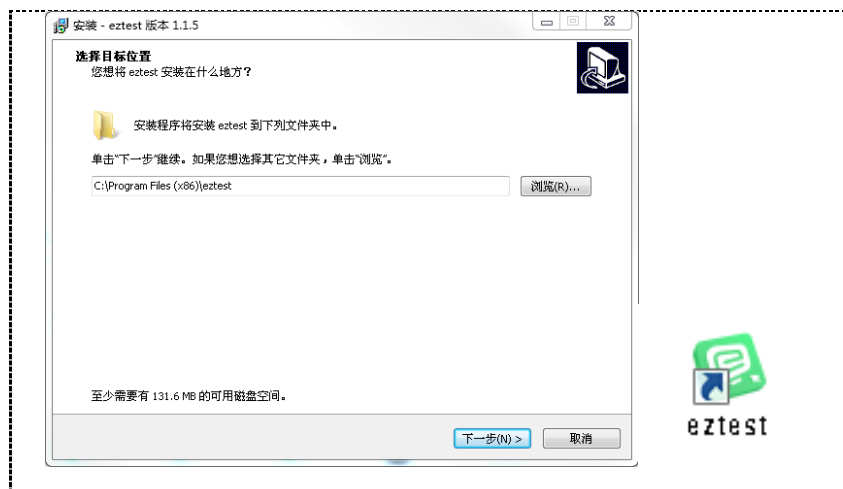 安装 - eztest 版本 1.1.5
选择目标位置
您想将 eztest 安装在什么地方?
安装程序将安装 eztest 到下列文件夹中。
单击“下一步”继续。如果您想选择其它文件夹，单击“浏览”。
C:\Program Files (x86)\eztest
浏览(R)...
至少需要有 131.6 MB 的可用磁盘空间。
下一步(N) >
取消
eztest